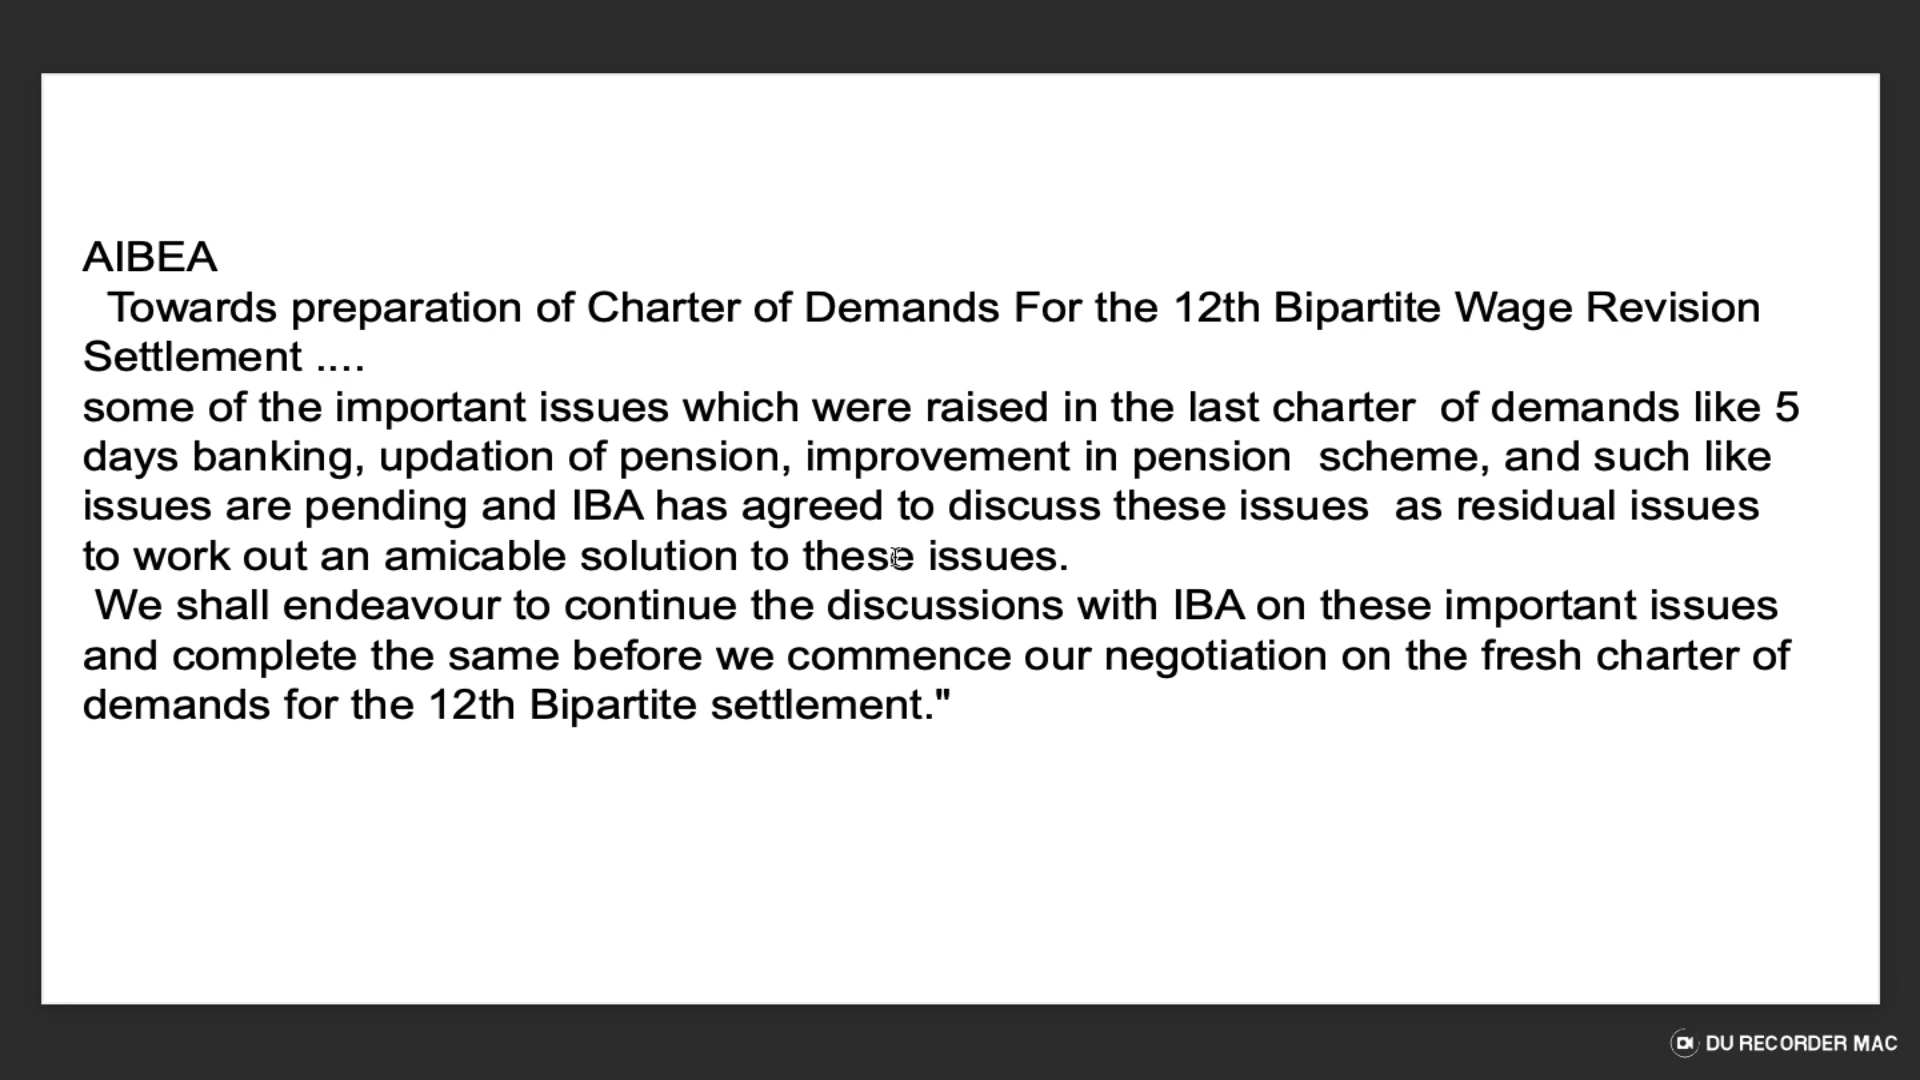 AIBEA
Towards preparation of Charter of Demands For the 12th Bipartite Wage Revision
Settlement ....
some of the important issues which were raised in the last charter  of demands like 5
days banking, updation of pension, improvement in pension  scheme, and such like
issues are pending and IBA has agreed to discuss these issues  as residual issues
to work out an amicable solution to these issues.
We shall endeavour to continue the discussions with IBA on these important issues
and complete the same before we commence our negotiation on the fresh charter of
demands for the 12th Bipartite settlement."
DU RECORDER MAC